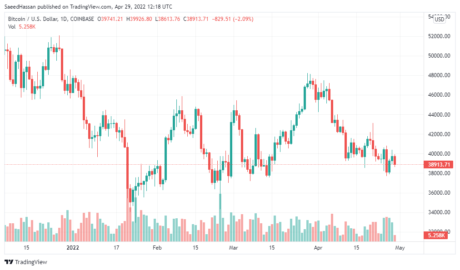 SaeedHassan published on TradingView.com, Apr 29, 2022 12:18 UTC
Bitcoin / U.S. Dollar, 1D, COINBASE O39741.21 H39926.80 L38613.76 C38913.71 −829.51 (−2.09%)
Vol 5.258K
USD
54000.00
52000.00
50000.00
48000.00
46000.00
44000.00
42000.00
40000.00
38913.71
38000.00
36000.00
34000.00
32000.00
5.258K
15 2022 17 Feb 15 Mar 15 Apr 15 May
TradingView